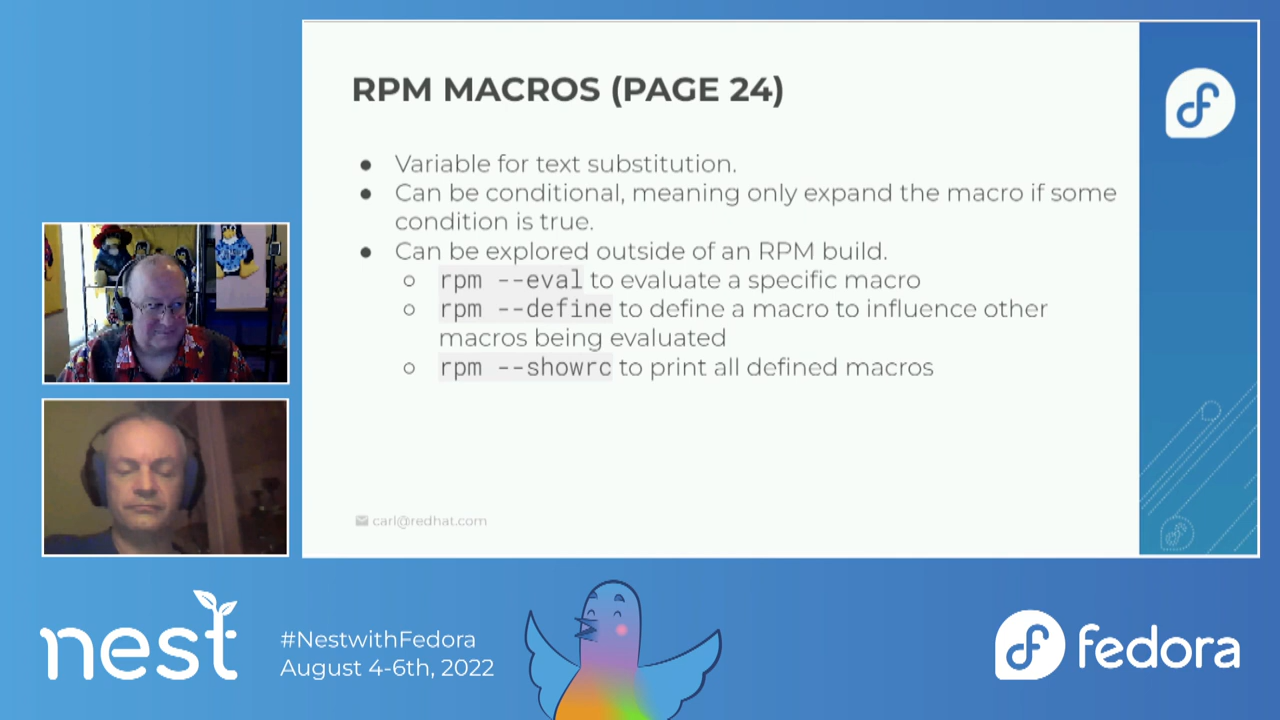 RPM MACROS (PAGE 24)
● Variable for text substitution.
● Can be conditional, meaning only expand the macro if some
condition is true.
● Can be explored outside of an RPM build.
○ rpm --eval to evaluate a specific macro
○ rpm --define to define a macro to influence other
macros being evaluated
○ rpm --showrc to print all defined macros
carl@redhat.com
nest
#NestwithFedora
August 4-6th, 2022
fedora